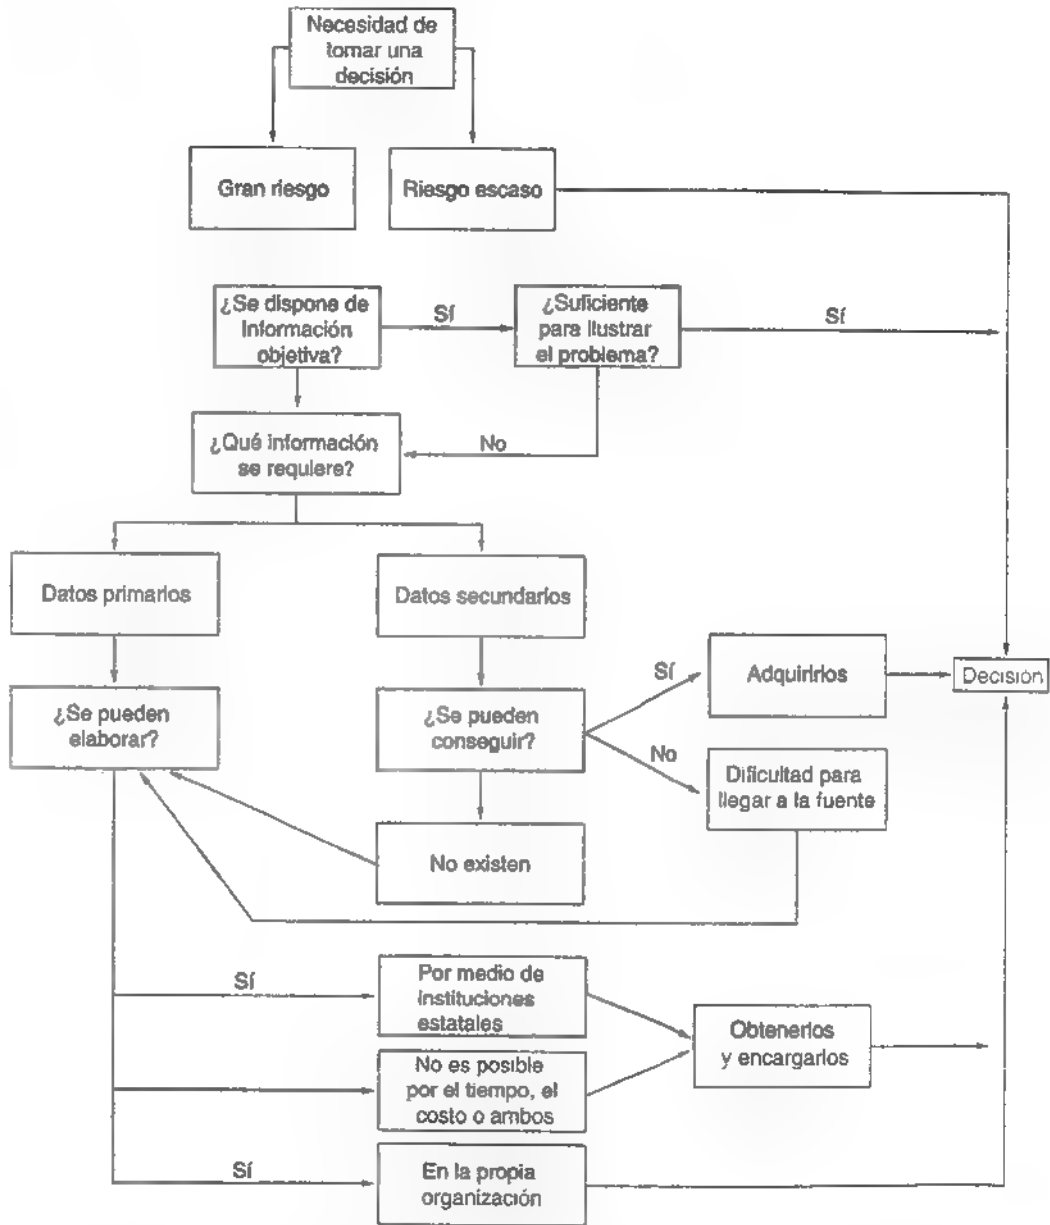 Necesidad de
tomar una
decisión
Gran riesgo
Riesgo escaso
¿Se dispone de
información
objetiva?
Sí
¿Suficiente
para ilustrar
el problema?
Sí
¿Qué información
se requiere?
No
Datos primarios
Datos secundarios
Sí
Adquirirlos
Decisión
¿Se pueden
elaborar?
¿Se pueden
conseguir?
No
Dificultad para
llegar a la fuente
No existen
Sí
Por medio de
instituciones
estatales
Obtenerlos
y encargarlos
No es posible
por el tiempo, el
costo o ambos
Sí
En la propia
organización